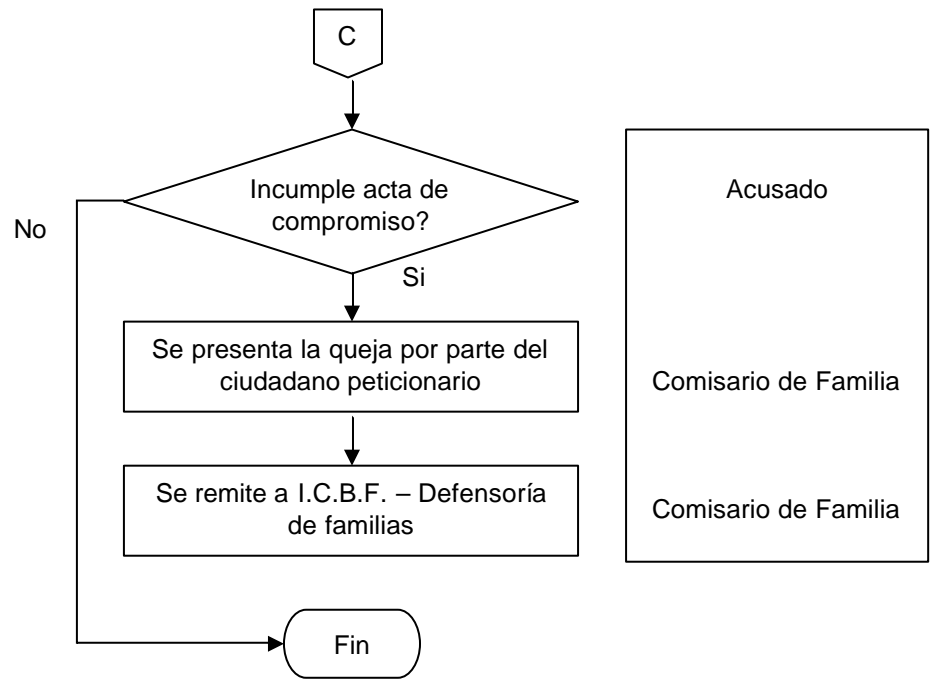 C
Incumple acta de
compromiso?
Acusado
No
Si
Se presenta la queja por parte del
ciudadano peticionario
Comisario de Familia
Se remite a I.C.B.F. – Defensoría
de familias
Comisario de Familia
Fin